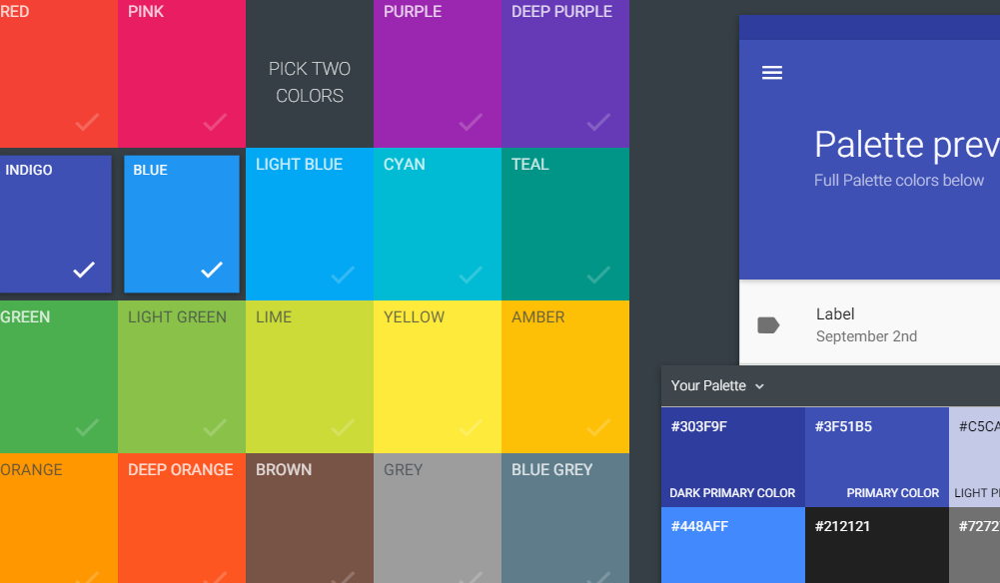 RED
PINK
PICK TWO
COLORS
PURPLE
DEEP PURPLE
INDIGO
BLUE
LIGHT BLUE
CYAN
TEAL
GREEN
LIGHT GREEN
LIME
YELLOW
AMBER
ORANGE
DEEP ORANGE
BROWN
GREY
BLUE GREY
Palette prev
Full Palette colors below
Label
September 2nd
Your Palette
#303F9F
DARK PRIMARY COLOR
#3F51B5
PRIMARY COLOR
#C5CA
LIGHT P
#448AFF
#212121
#7272